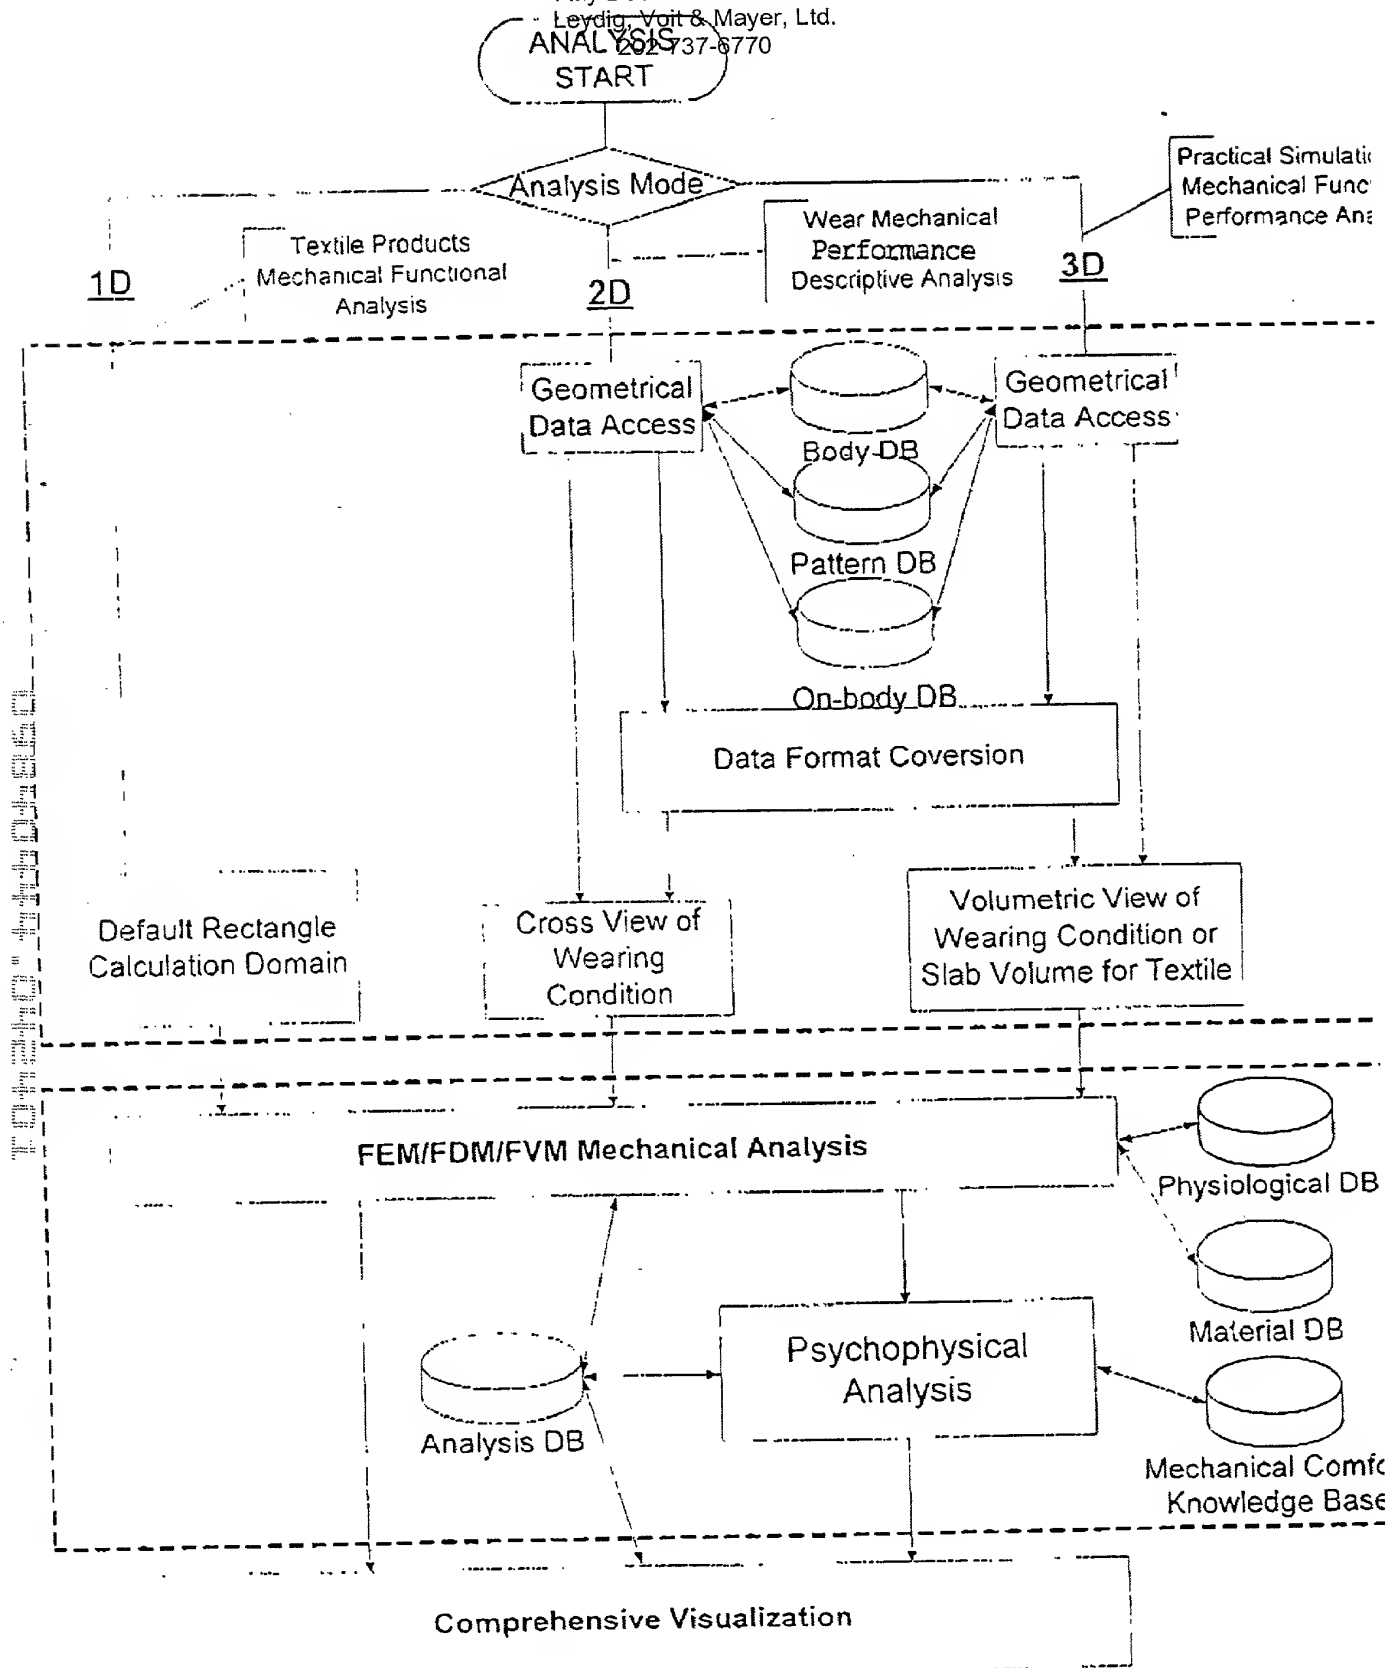 Leydig, Voit & Mayer, Ltd.
202-737-6770
ANALYSIS
START
Analysis Mode
Practical Simulati
Mechanical Func
Performance Ana
Wear Mechanical
Performance
Descriptive Analysis
Textile Products
Mechanical Functional
Analysis
1D
2D
3D
Geometrical
Data Access
Geometrical
Data Access
Body DB
Pattern DB
On-body DB
Data Format Coversion
Default Rectangle
Calculation Domain
Cross View of
Wearing
Condition
Volumetric View of
Wearing Condition or
Slab Volume for Textile
FEM/FDM/FVM Mechanical Analysis
Physiological DB
Material DB
Psychophysical
Analysis
Analysis DB
Mechanical Comfo
Knowledge Base
Comprehensive Visualization